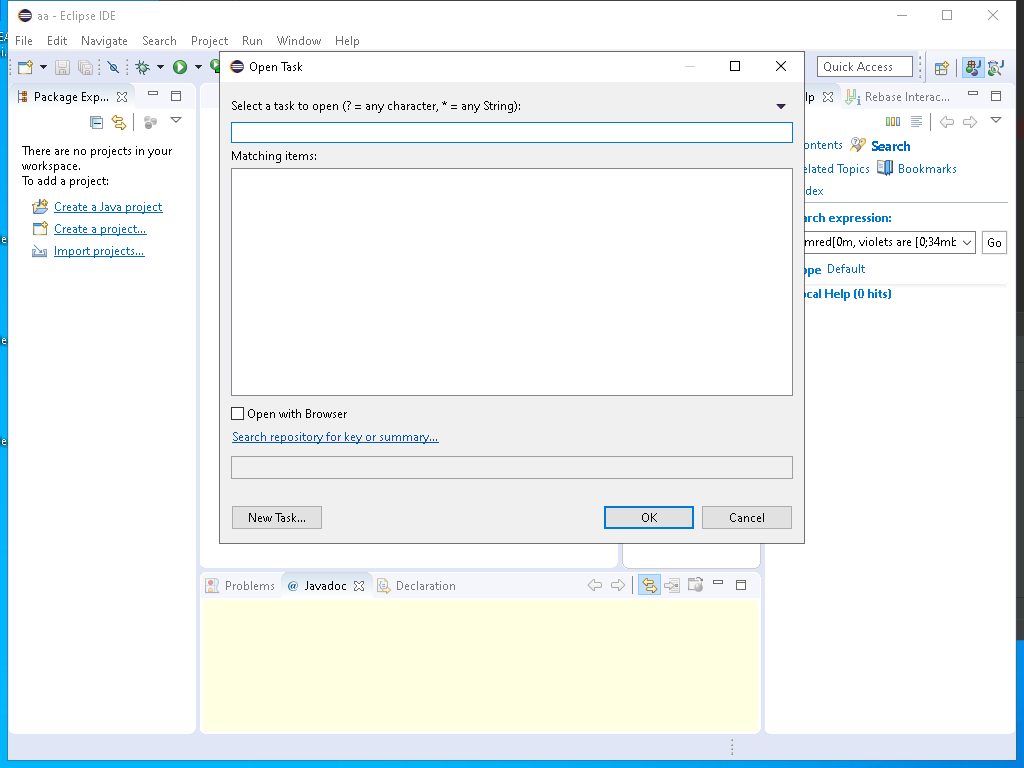 aa - Eclipse IDE
File Edit Navigate Search Project Run Window Help
Quick Access
Package Exp...
There are no projects in your
workspace.
To add a project:
Create a Java project
Create a project...
Import projects...
Open Task
Select a task to open (? = any character, * = any String):
Matching items:
Open with Browser
Search repository for key or summary...
New Task...
OK
Cancel
lp
Rebase Interac...
ontents
Search
elated Topics
Bookmarks
dex
arch expression:
mred[0m, violets are [0;34mb
Go
ope Default
ocal Help (0 hits)
Problems
@ Javadoc
Declaration